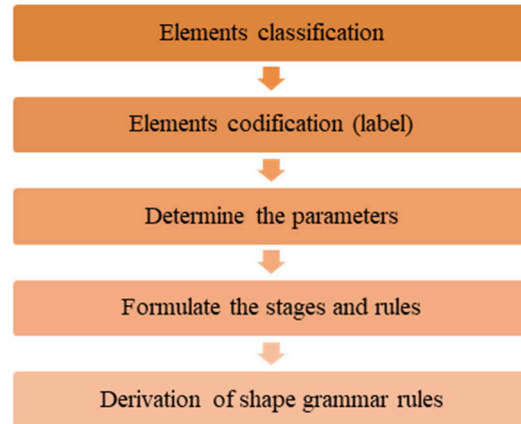 Elements classification
Elements codification (label)
Determine the parameters
Formulate the stages and rules
Derivation of shape grammar rules